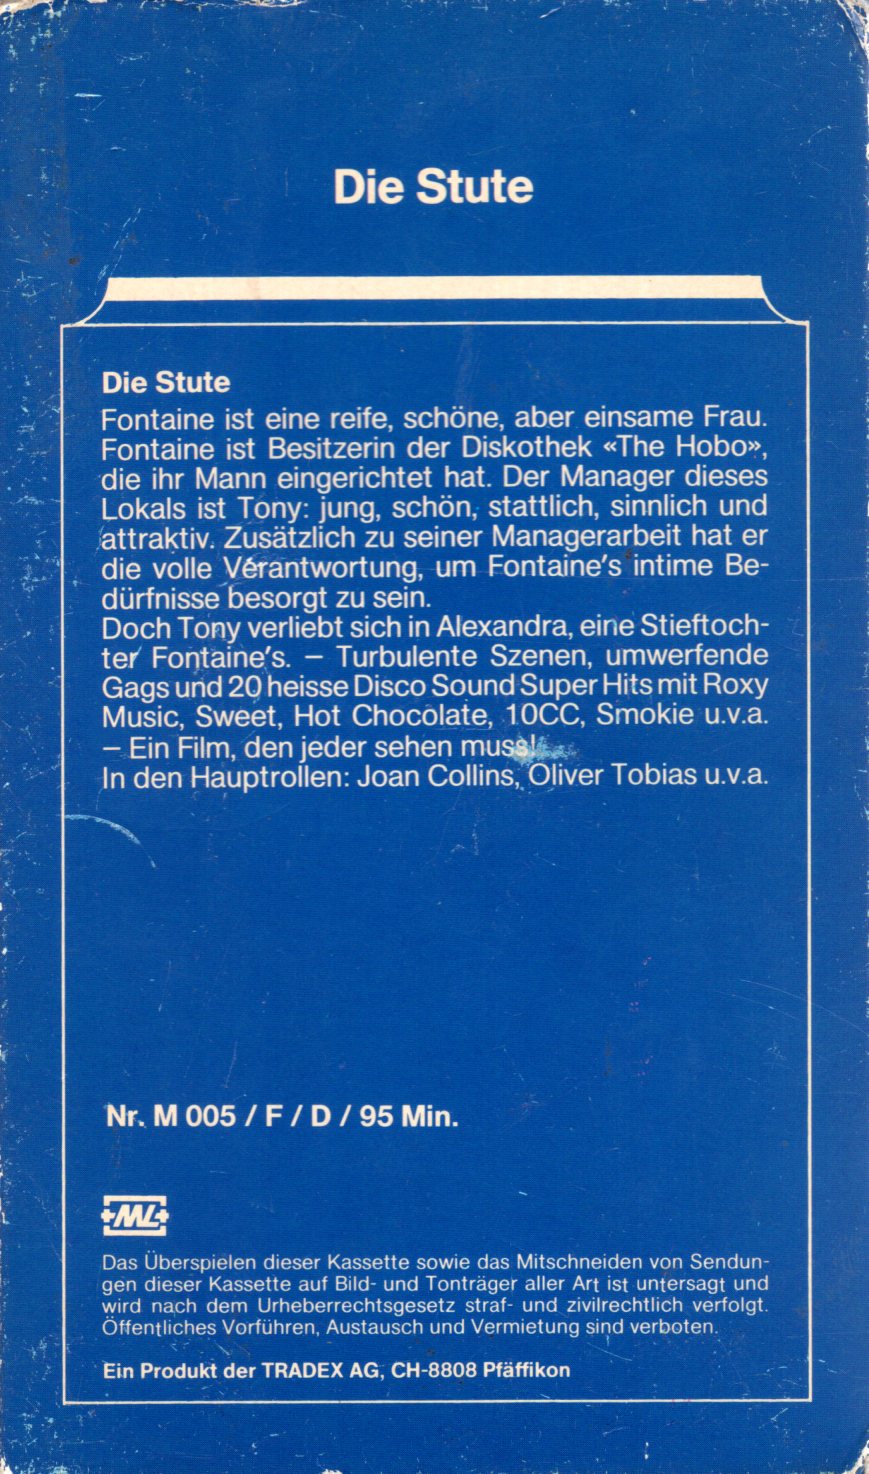 Die Stute
Die Stute
Fontaine ist eine reife, schöne, aber einsame Frau.
Fontaine ist Besitzerin der Diskothek «The Hobo»,
die ihr Mann eingerichtet hat. Der Manager dieses
Lokals ist Tony: jung, schön, stattlich, sinnlich und
attraktiv. Zusätzlich zu seiner Managerarbeit hat er
die volle Verantwortung, um Fontaine's intime Be-
dürfnisse besorgt zu sein.
Doch Tony verliebt sich in Alexandra, eine Stieftoch-
ter Fontaine's. – Turbulente Szenen, umwerfende
Gags und 20 heisse Disco Sound Super Hits mit Roxy
Music, Sweet, Hot Chocolate, 10CC, Smokie u.v.a.
– Ein Film, den jeder sehen muss!
In den Hauptrollen: Joan Collins, Oliver Tobias u.v.a.
Nr. M 005 / F / D / 95 Min.
ML
Das Überspielen dieser Kassette sowie das Mitschneiden von Sendun-
gen dieser Kassette auf Bild- und Tonträger aller Art ist untersagt und
wird nach dem Urheberrechtsgesetz straf- und zivilrechtlich verfolgt.
Öffentliches Vorführen, Austausch und Vermietung sind verboten.
Ein Produkt der TRADEX AG, CH-8808 Pfäffikon